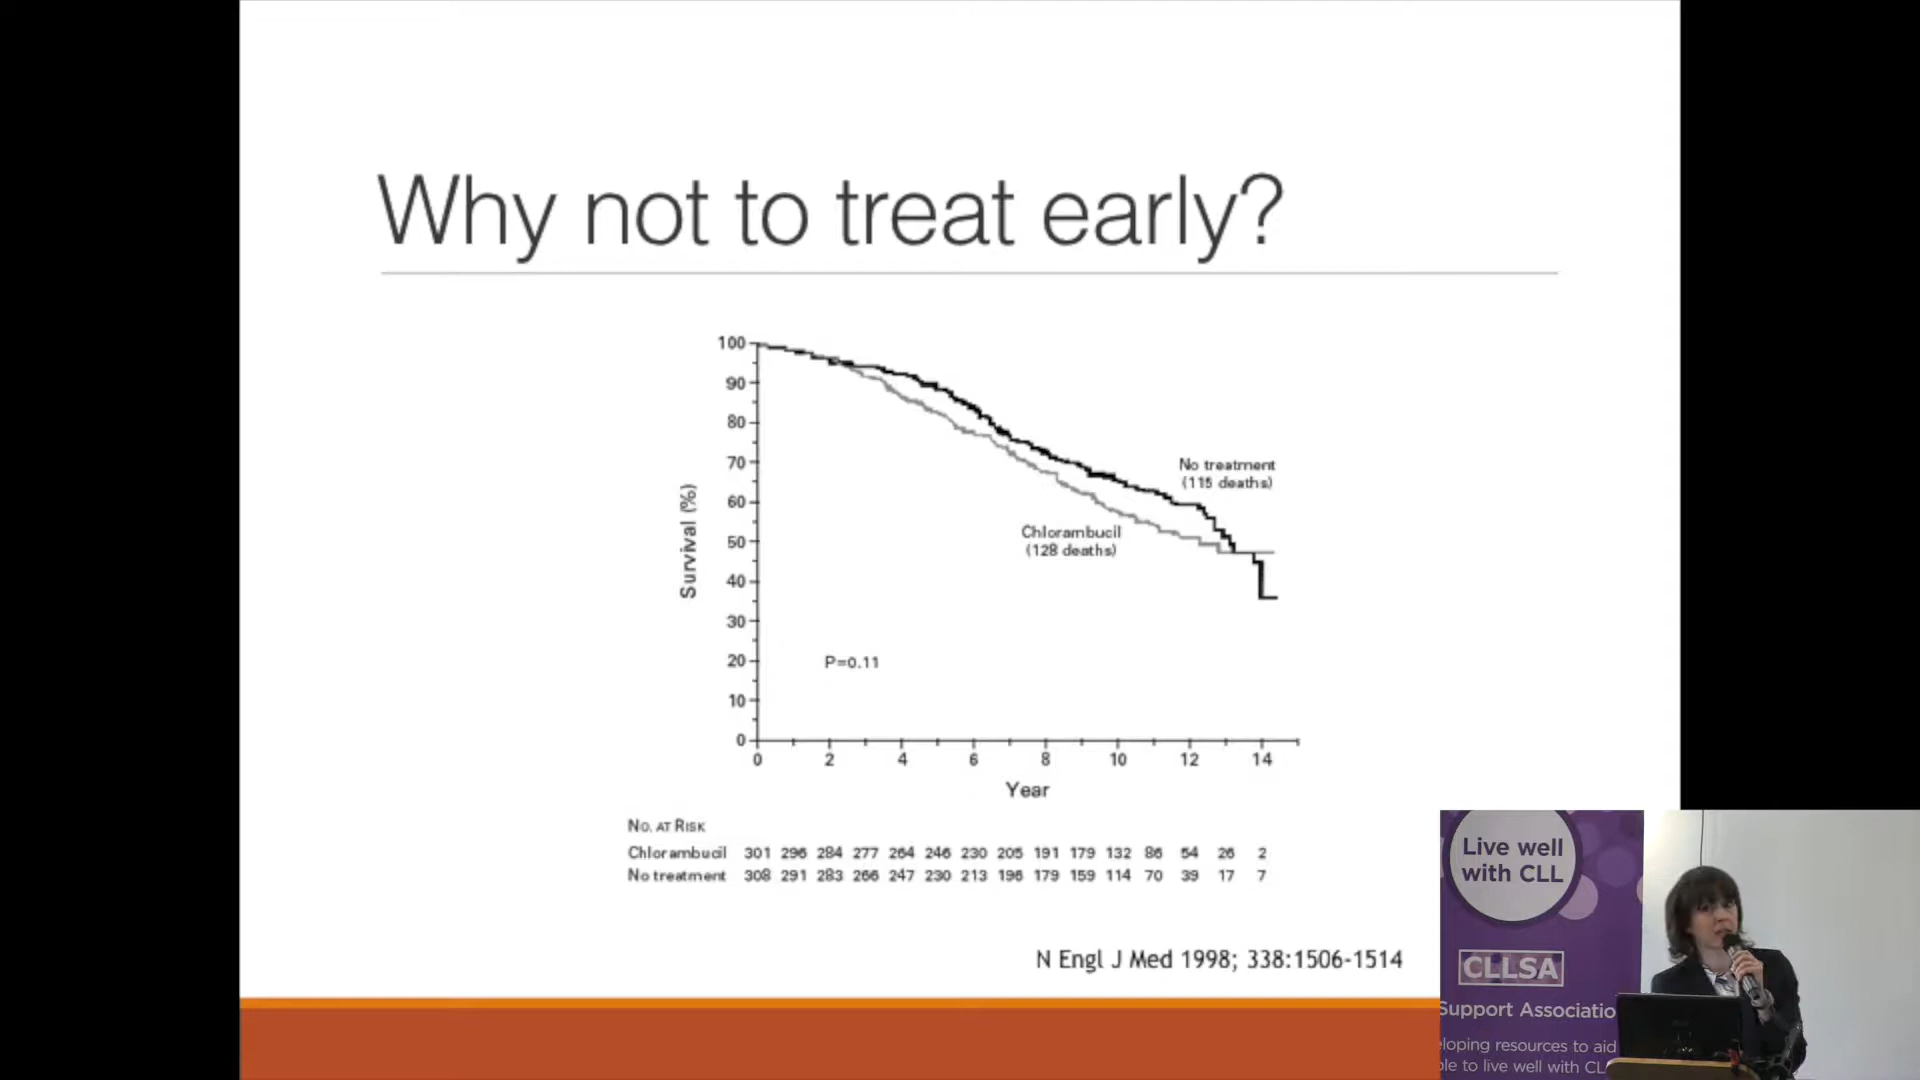 Why not to treat early?
100
90
80
70
60
50
40
30
20
10
0
Survival (%)
No treatment
(115 deaths)
Chlorambucil
(128 deaths)
P=0.11
0 2 4 6 8 10 12 14
Year
NO. AT RISK
Chlorambucil 301 296 284 277 264 246 230 205 191 179 132 86 54 26 2
No treatment 308 291 283 266 247 230 213 196 179 159 114 70 39 17 7
N Engl J Med 1998; 338:1506-1514
Live well
with CLL
CLLSA
Support Associatio
loping resources to aid
ple to live well with CL